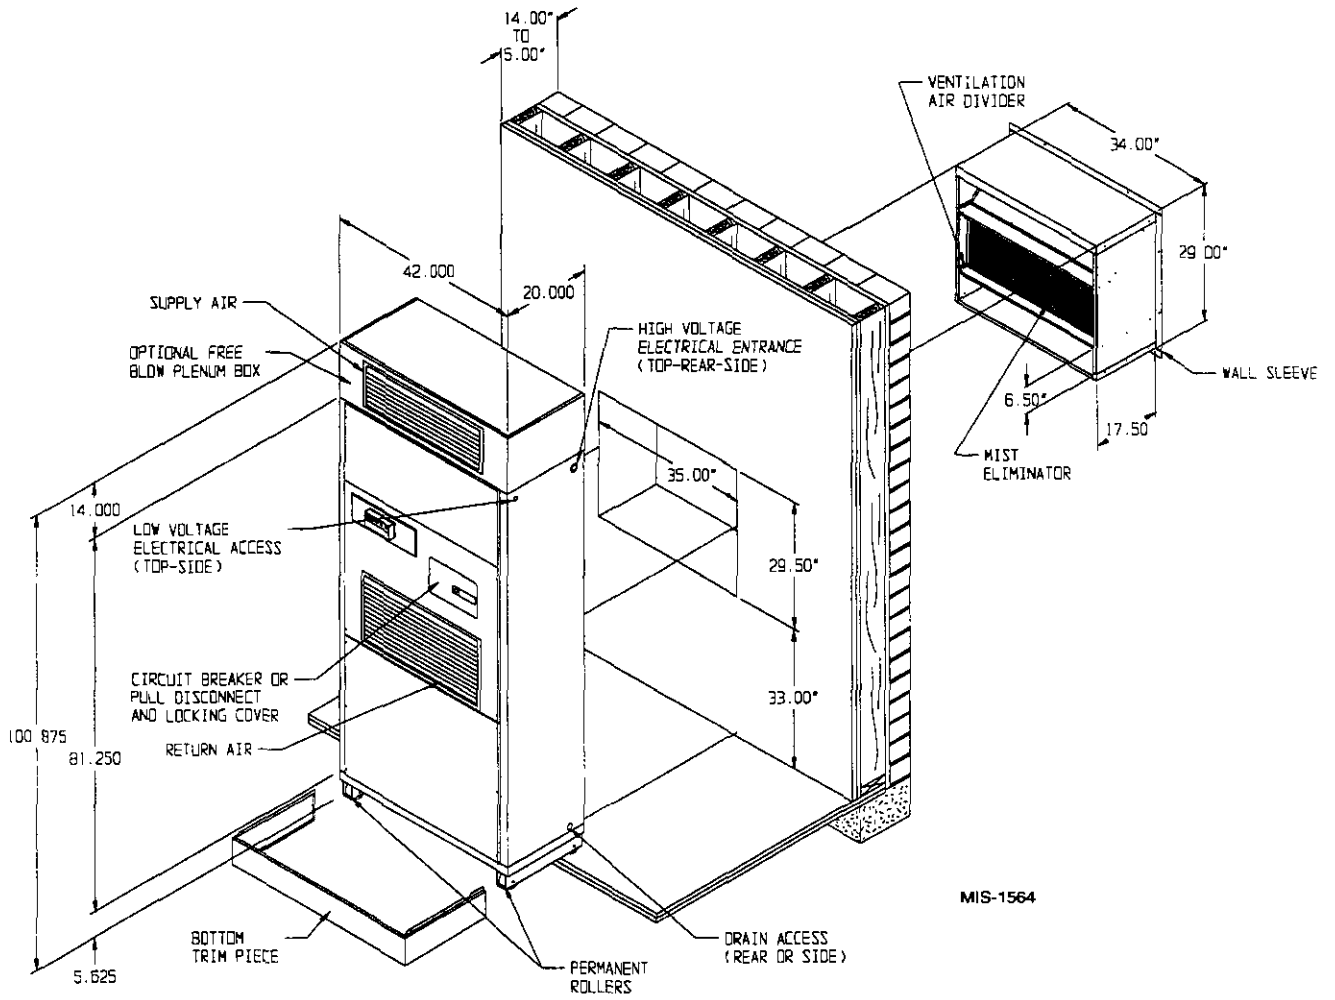 14.00"
TO
5.00"
VENTILATION
AIR DIVIDER
34.00"
29.00"
WALL SLEEVE
6.50"
17.50
MIST
ELIMINATOR
42.000
20.000
SUPPLY AIR
OPTIONAL FREE
BLOW PLENUM BOX
HIGH VOLTAGE
ELECTRICAL ENTRANCE
(TOP-REAR-SIDE)
35.00"
14.000
LOW VOLTAGE
ELECTRICAL ACCESS
(TOP-SIDE)
29.50"
33.00"
CIRCUIT BREAKER OR
PULL DISCONNECT
AND LOCKING COVER
RETURN AIR
100.875
81.250
MIS-1564
BOTTOM
TRIM PIECE
5.625
PERMANENT
ROLLERS
DRAIN ACCESS
(REAR OR SIDE)